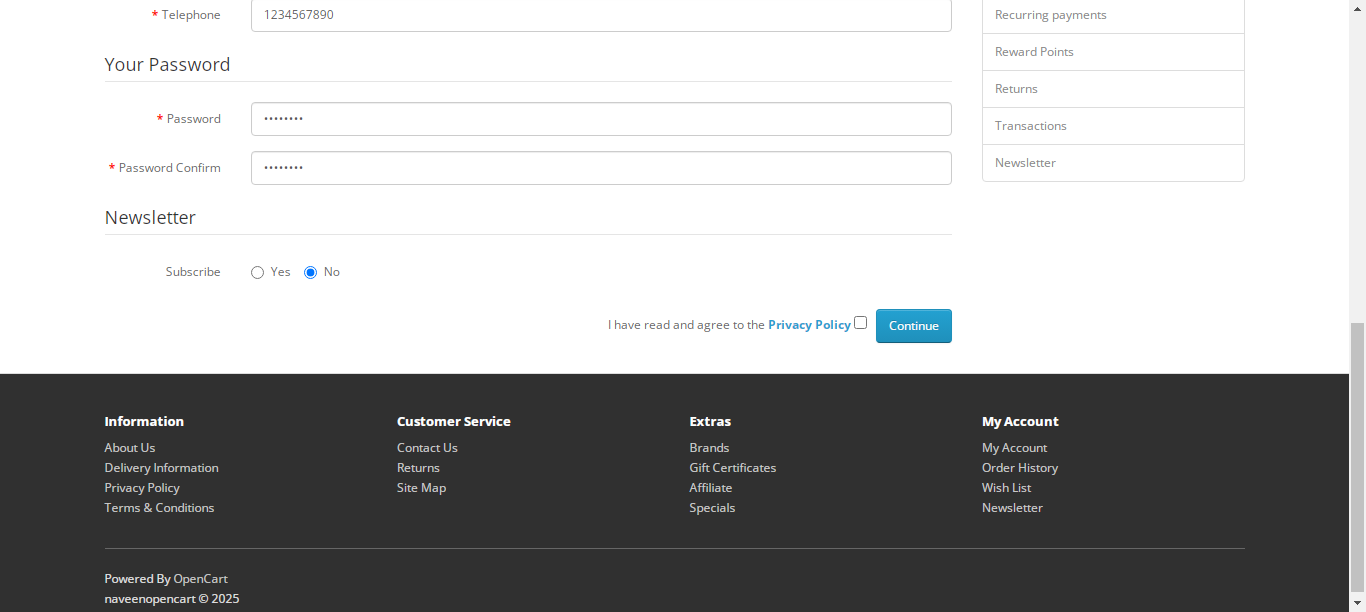 * Telephone 1234567890
Your Password
* Password ••••••••
* Password Confirm ••••••••
Newsletter
Subscribe Yes No
I have read and agree to the Privacy Policy Continue
Recurring payments
Reward Points
Returns
Transactions
Newsletter
Information
About Us
Delivery Information
Privacy Policy
Terms & Conditions
Customer Service
Contact Us
Returns
Site Map
Extras
Brands
Gift Certificates
Affiliate
Specials
My Account
My Account
Order History
Wish List
Newsletter
Powered By OpenCart
naveenopencart © 2025